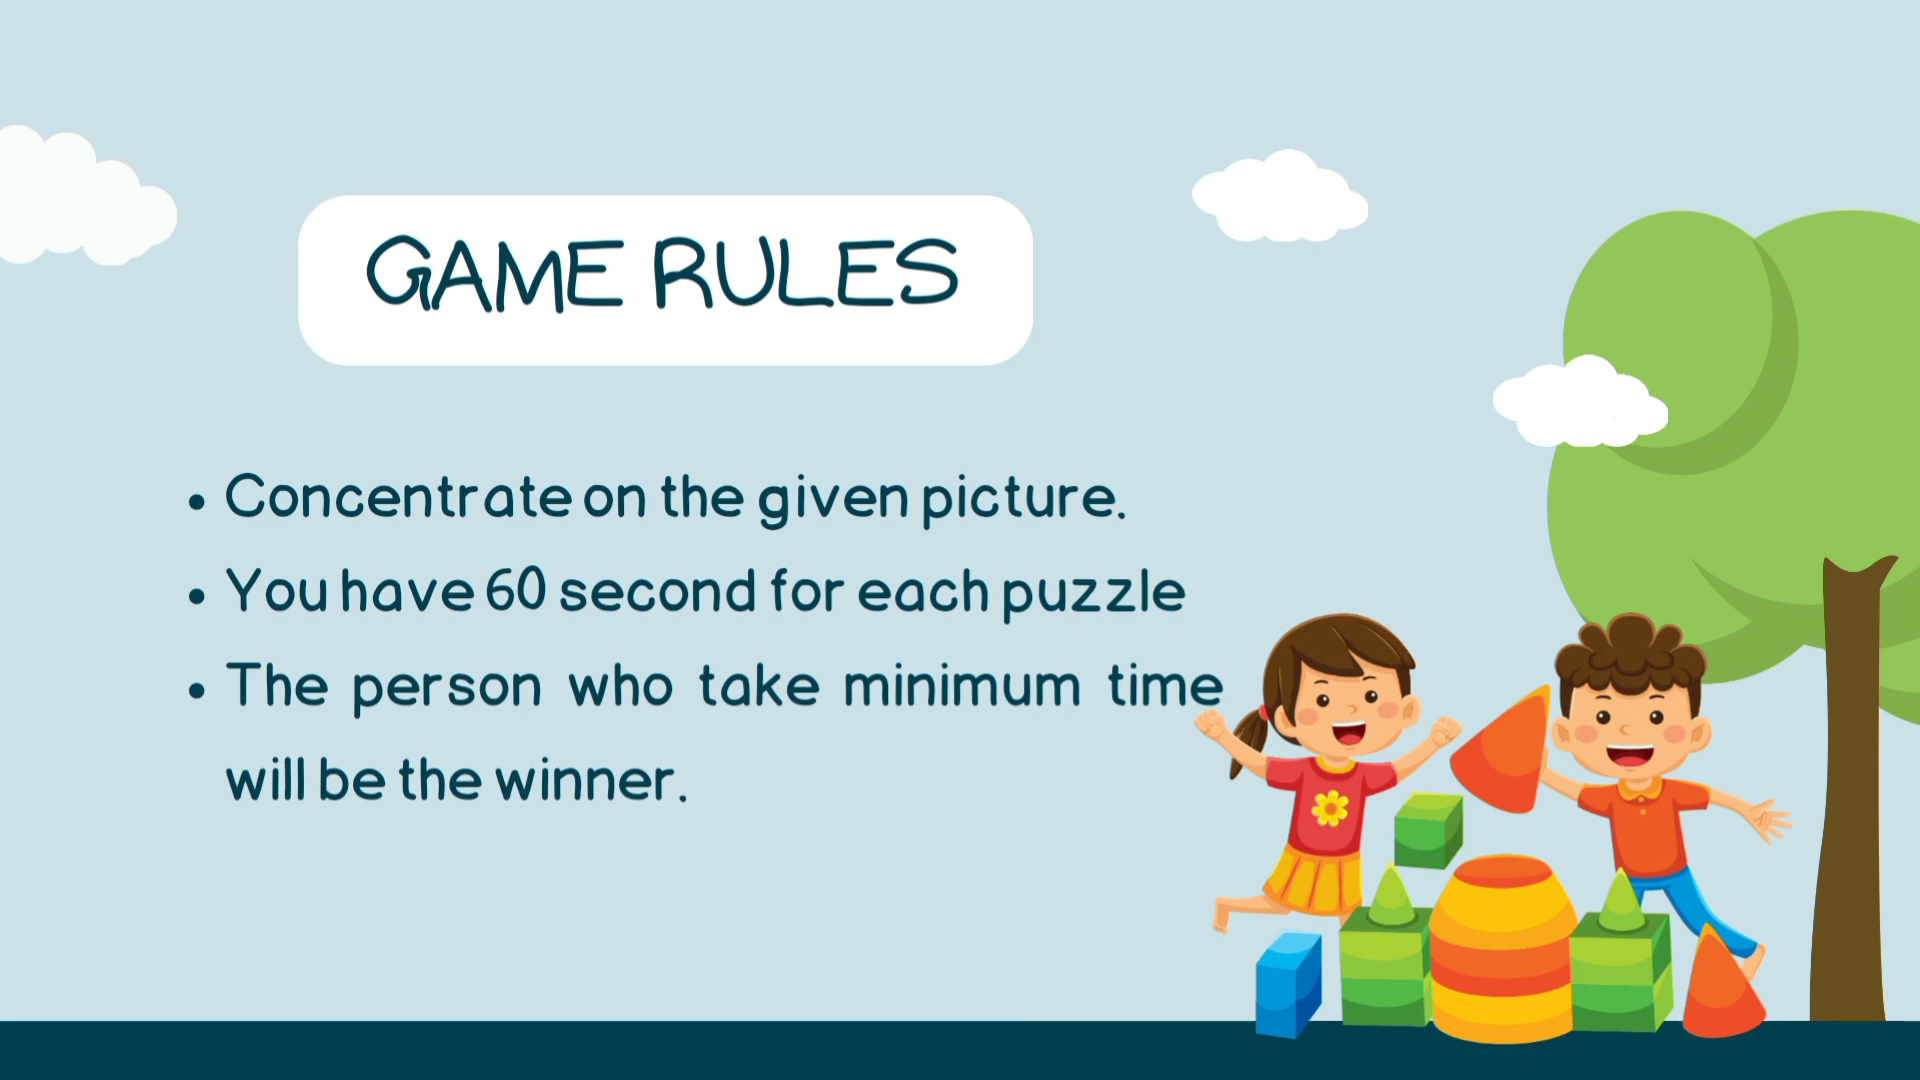 GAME RULES
• Concentrate on the given picture.
• You have 60 second for each puzzle
• The person who take minimum time
will be the winner.